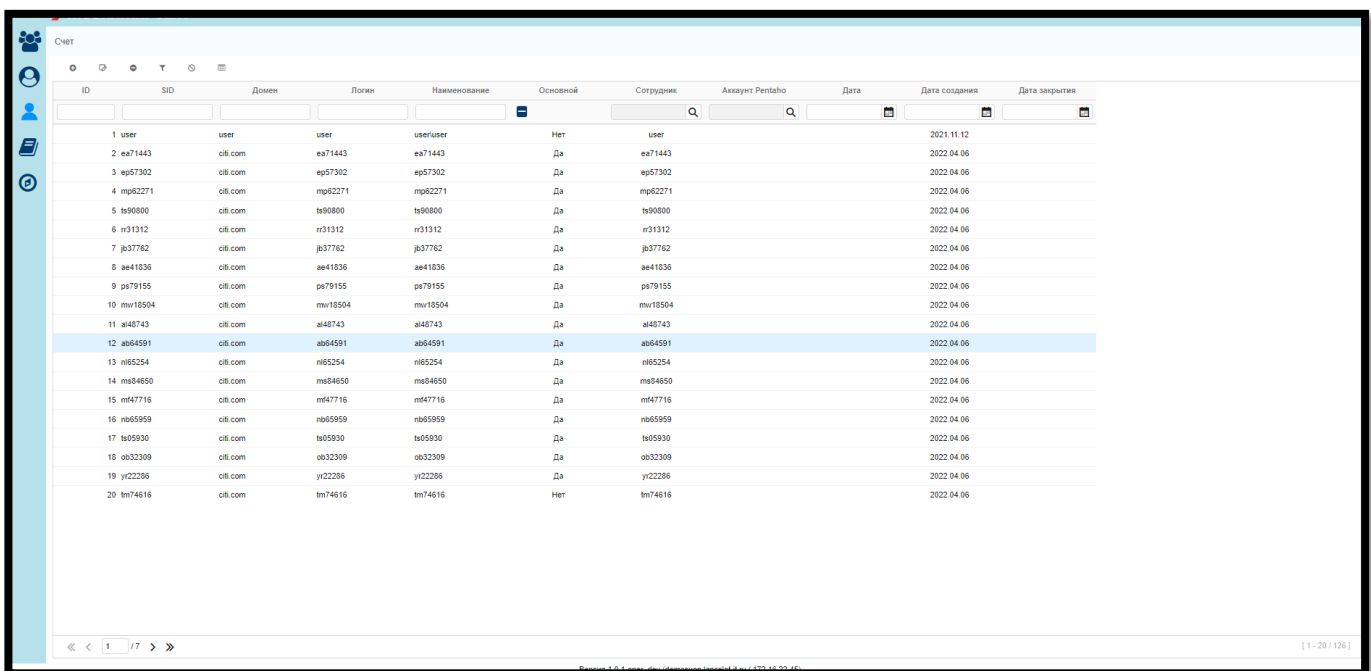 Счет
ID SID Домен Логин Наименование Основной Сотрудник Аккаунт Pentaho Дата Дата создания Дата закрытия
1 user user user user\user Нет user 2021.11.12
2 ea71443 citi.com ea71443 ea71443 Да ea71443 2022.04.06
3 ep57302 citi.com ep57302 ep57302 Да ep57302 2022.04.06
4 mp62271 citi.com mp62271 mp62271 Да mp62271 2022.04.06
5 ts90800 citi.com ts90800 ts90800 Да ts90800 2022.04.06
6 rr31312 citi.com rr31312 rr31312 Да rr31312 2022.04.06
7 jb37762 citi.com jb37762 jb37762 Да jb37762 2022.04.06
8 ae41836 citi.com ae41836 ae41836 Да ae41836 2022.04.06
9 ps79155 citi.com ps79155 ps79155 Да ps79155 2022.04.06
10 mw18504 citi.com mw18504 mw18504 Да mw18504 2022.04.06
11 al48743 citi.com al48743 al48743 Да al48743 2022.04.06
12 ab64591 citi.com ab64591 ab64591 Да ab64591 2022.04.06
13 nl65254 citi.com nl65254 nl65254 Да nl65254 2022.04.06
14 ms84650 citi.com ms84650 ms84650 Да ms84650 2022.04.06
15 mf47716 citi.com mf47716 mf47716 Да mf47716 2022.04.06
16 nb65959 citi.com nb65959 nb65959 Да nb65959 2022.04.06
17 ts05930 citi.com ts05930 ts05930 Да ts05930 2022.04.06
18 ob32309 citi.com ob32309 ob32309 Да ob32309 2022.04.06
19 yr22286 citi.com yr22286 yr22286 Да yr22286 2022.04.06
20 tm74616 citi.com tm74616 tm74616 Нет tm74616 2022.04.06
1 / 7 [ 1 - 20 / 126 ]